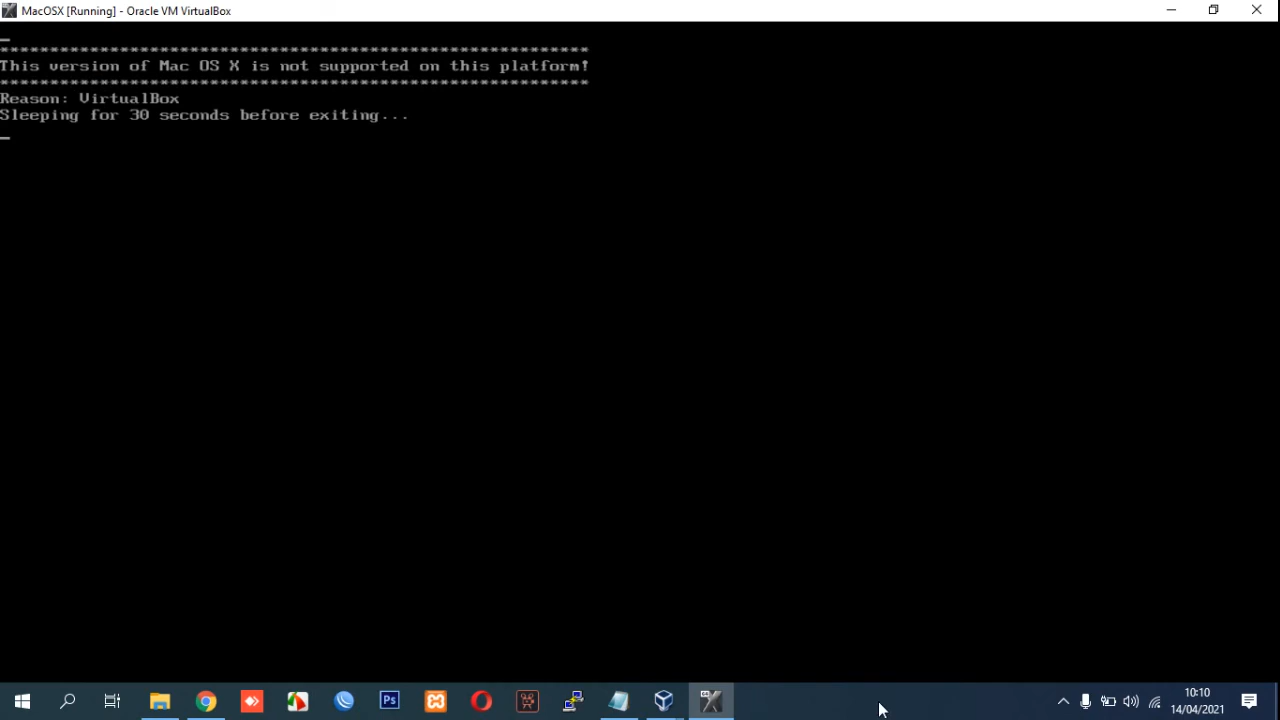 MacOSX [Running] - Oracle VM VirtualBox
***********************************************************
This version of Mac OS X is not supported on this platform!
***********************************************************
Reason: VirtualBox
Sleeping for 30 seconds before exiting...
Ps
10:10
14/04/2021